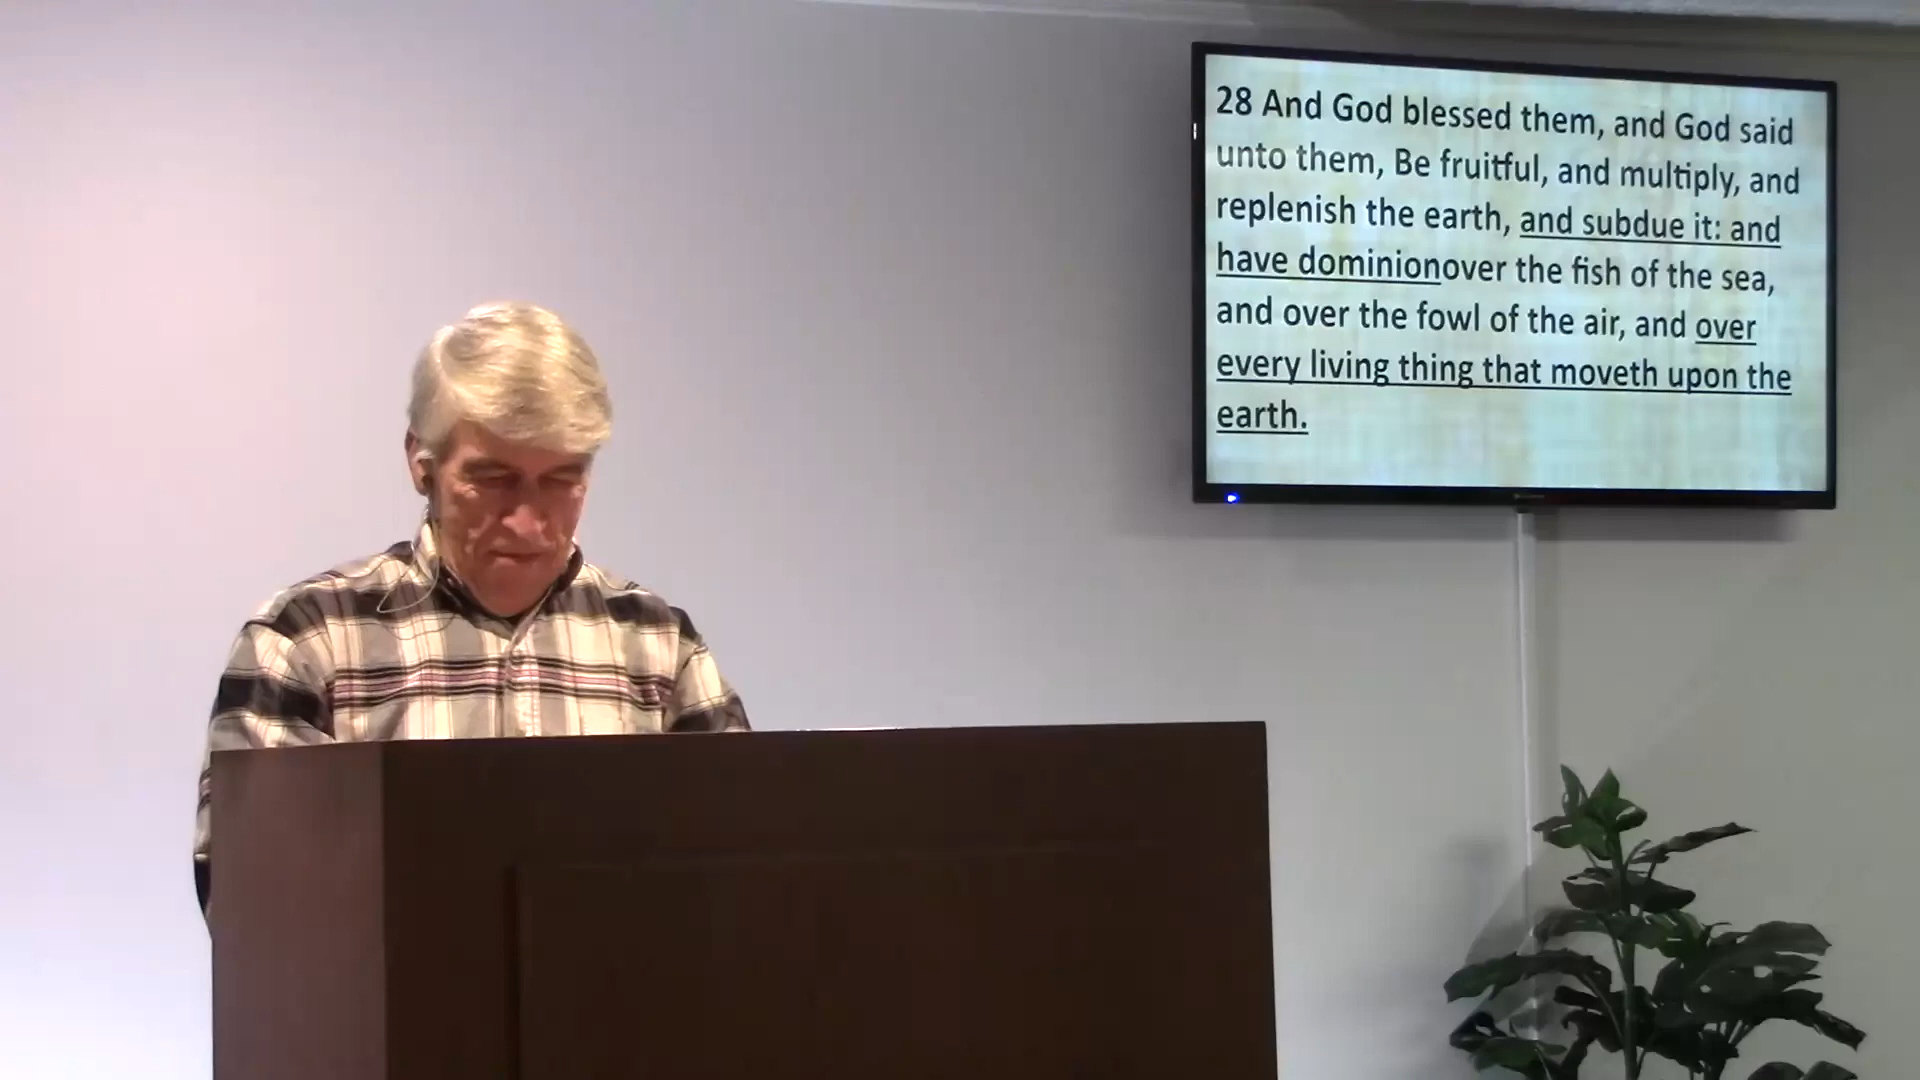 28 And God blessed them, and God said
unto them, Be fruitful, and multiply, and
replenish the earth, and subdue it: and
have dominionover the fish of the sea,
and over the fowl of the air, and over
every living thing that moveth upon the
earth.